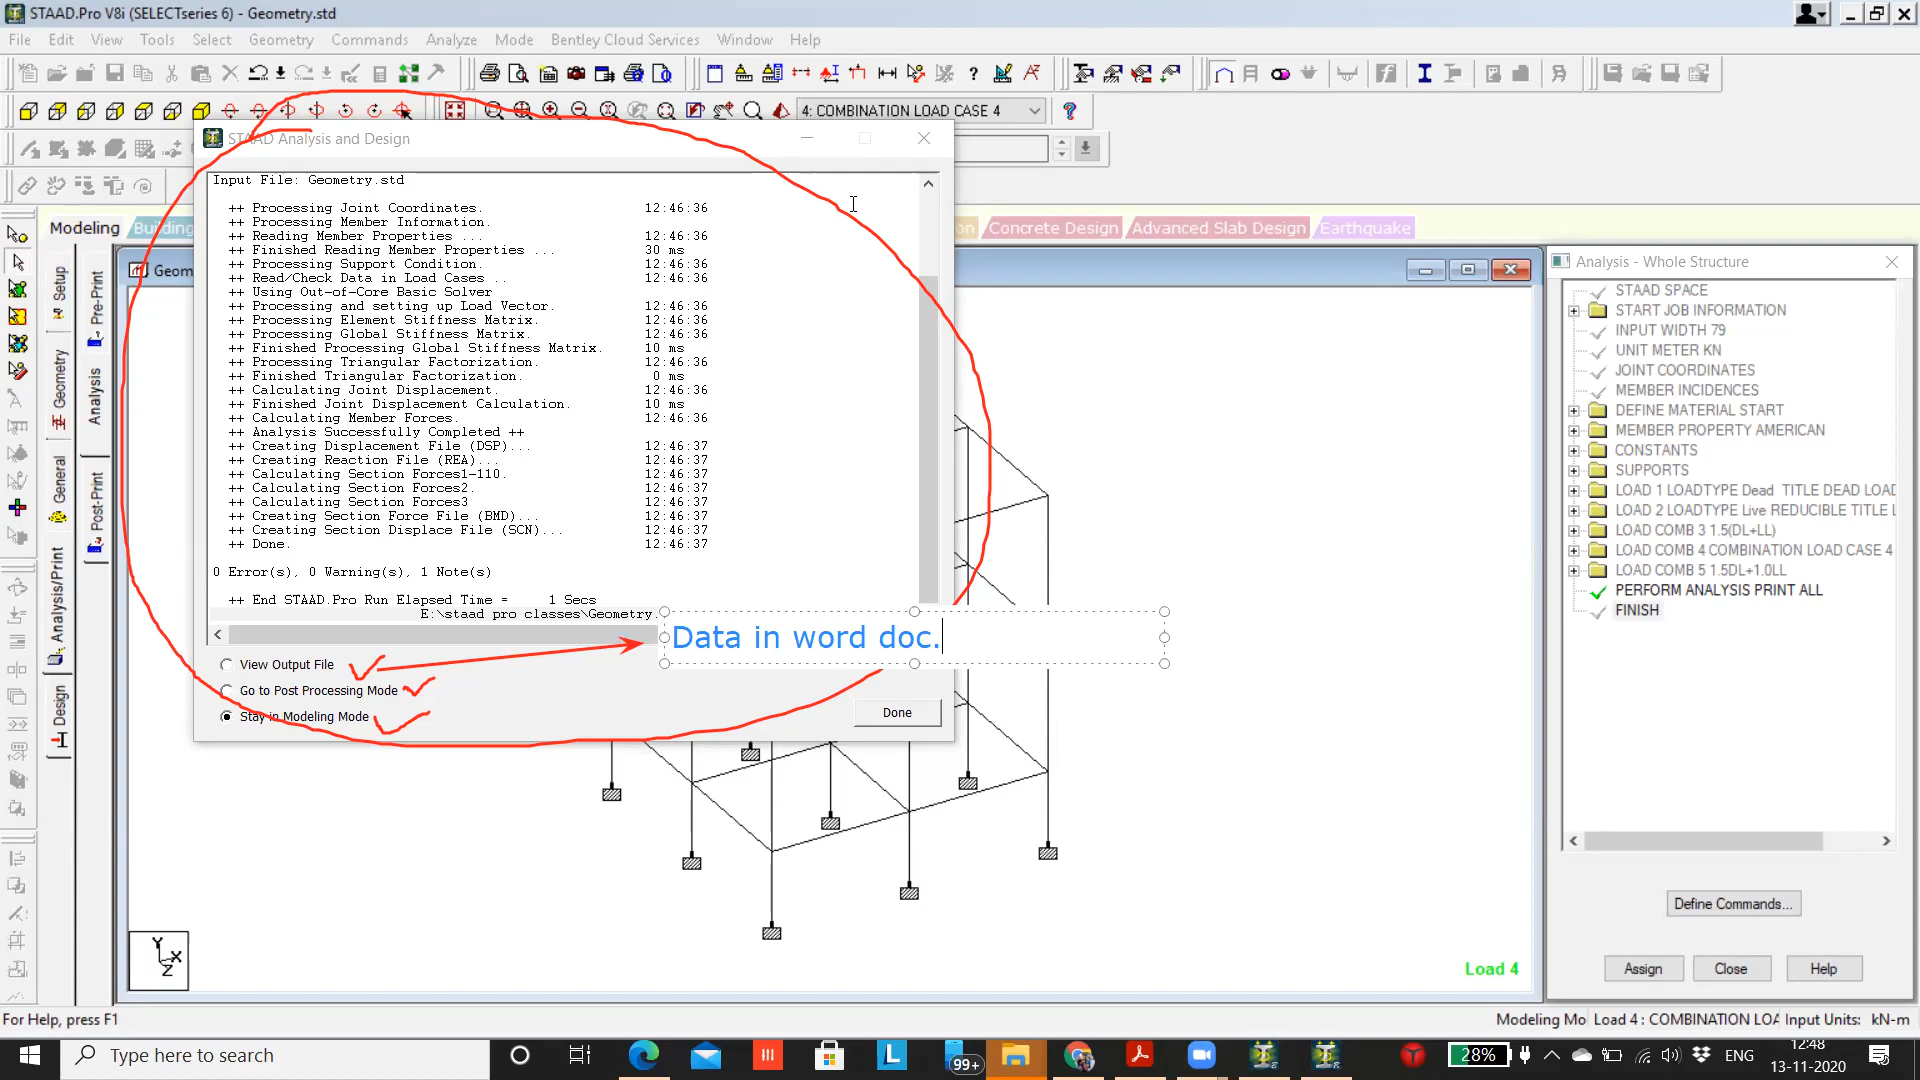 STAAD.Pro V8i (SELECTseries 6) - Geometry.std
File Edit View Tools Select Geometry Commands Analyze Mode Bentley Cloud Services Window Help
4: COMBINATION LOAD CASE 4
STAAD Analysis and Design
Input File: Geometry.std
++ Processing Joint Coordinates. 12:46:36
++ Processing Member Information.
++ Reading Member Properties ... 12:46:36
++ Finished Reading Member Properties ... 30 ms
++ Processing Support Condition. 12:46:36
++ Read/Check Data in Load Cases .. 12:46:36
++ Using Out-of-Core Basic Solver
++ Processing and setting up Load Vector. 12:46:36
++ Processing Element Stiffness Matrix. 12:46:36
++ Processing Global Stiffness Matrix. 12:46:36
++ Finished Processing Global Stiffness Matrix. 10 ms
++ Processing Triangular Factorization. 12:46:36
++ Finished Triangular Factorization. 0 ms
++ Calculating Joint Displacement. 12:46:36
++ Finished Joint Displacement Calculation. 10 ms
++ Calculating Member Forces. 12:46:36
++ Analysis Successfully Completed ++
++ Creating Displacement File (DSP)... 12:46:37
++ Creating Reaction File (REA)... 12:46:37
++ Calculating Section Forces1-110. 12:46:37
++ Calculating Section Forces2. 12:46:37
++ Calculating Section Forces3 12:46:37
++ Creating Section Force File (BMD)... 12:46:37
++ Creating Section Displace File (SCN)... 12:46:37
++ Done. 12:46:37
0 Error(s), 0 Warning(s), 1 Note(s)
++ End STAAD.Pro Run Elapsed Time = 1 Secs
E:\staad pro classes\Geometry.
Data in word doc.
View Output File
Go to Post Processing Mode
Stay in Modeling Mode
Done
Modeling
Concrete Design Advanced Slab Design Earthquake
Geom
Setup
Geometry
General
Analysis/Print
Design
Pre-Print
Analysis
Post-Print
Analysis - Whole Structure
STAAD SPACE
START JOB INFORMATION
INPUT WIDTH 79
UNIT METER KN
JOINT COORDINATES
MEMBER INCIDENCES
DEFINE MATERIAL START
MEMBER PROPERTY AMERICAN
CONSTANTS
SUPPORTS
LOAD 1 LOADTYPE Dead TITLE DEAD LOAD
LOAD 2 LOADTYPE Live REDUCIBLE TITLE L
LOAD COMB 3 1.5(DL+LL)
LOAD COMB 4 COMBINATION LOAD CASE 4
LOAD COMB 5 1.5DL+1.0LL
PERFORM ANALYSIS PRINT ALL
FINISH
Define Commands...
Assign Close Help
Y
X
Z
Load 4
For Help, press F1
Modeling Mo Load 4 : COMBINATION LOA Input Units: kN-m
Type here to search
99+
28%
ENG
12:48
13-11-2020